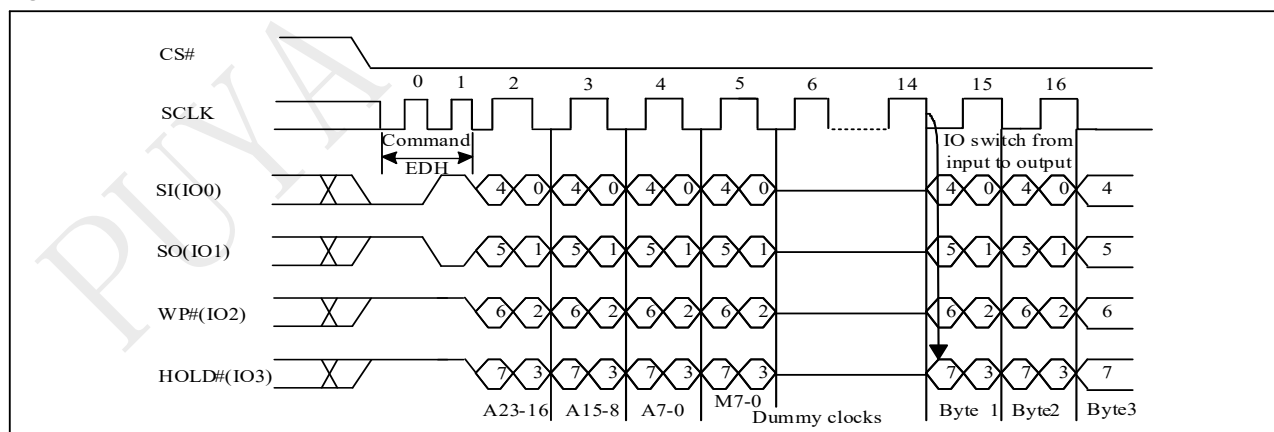 PUYA
CS#
0 1 2 3 4 5 6 14 15 16
SCLK
Command
EDH
IO switch from
input to output
SI(IO0) 4 0 4 0 4 0 4 0 4 0 4 0 4
SO(IO1) 5 1 5 1 5 1 5 1 5 1 5 1 5
WP#(IO2) 6 2 6 2 6 2 6 2 6 2 6 2 6
HOLD#(IO3) 7 3 7 3 7 3 7 3 7 3 7 3 7
A23-16 A15-8 A7-0 M7-0 Dummy clocks Byte 1 Byte2 Byte3